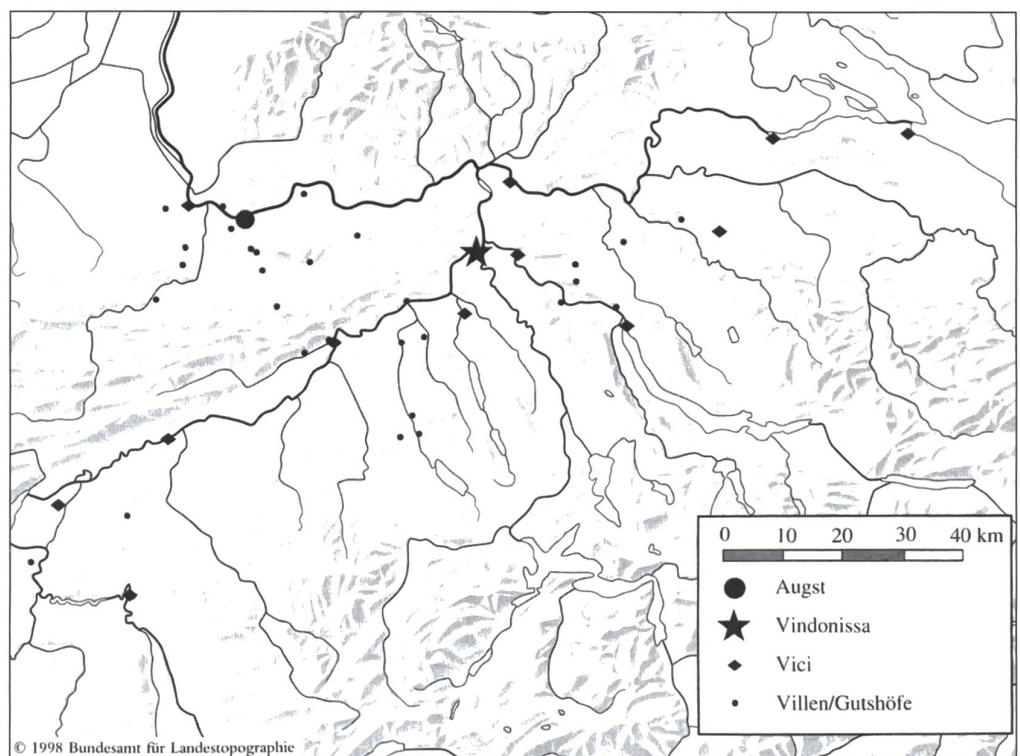 0 10 20 30 40 km
Augst
Vindonissa
Vici
Villen/Gutshöfe
© 1998 Bundesamt für Landestopographie